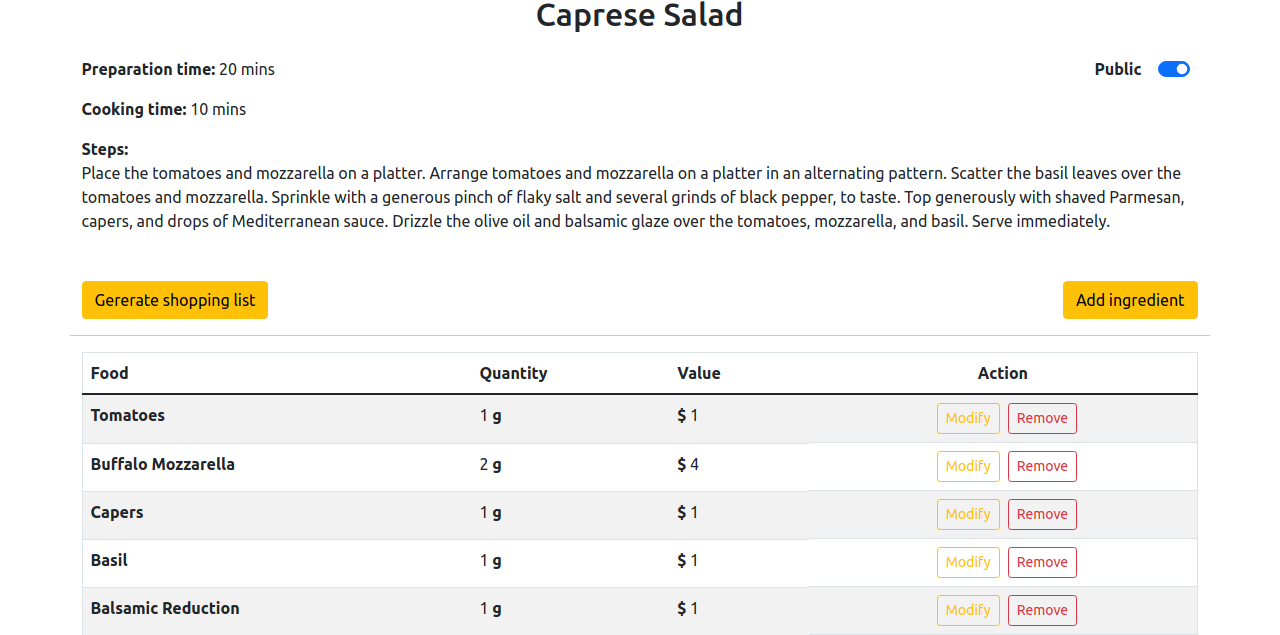 Caprese Salad
Preparation time: 20 mins
Public
Cooking time: 10 mins
Steps:
Place the tomatoes and mozzarella on a platter. Arrange tomatoes and mozzarella on a platter in an alternating pattern. Scatter the basil leaves over the
tomatoes and mozzarella. Sprinkle with a generous pinch of flaky salt and several grinds of black pepper, to taste. Top generously with shaved Parmesan,
capers, and drops of Mediterranean sauce. Drizzle the olive oil and balsamic glaze over the tomatoes, mozzarella, and basil. Serve immediately.
Gererate shopping list
Add ingredient
Food Quantity Value Action
Tomatoes 1 g $ 1 Modify Remove
Buffalo Mozzarella 2 g $ 4 Modify Remove
Capers 1 g $ 1 Modify Remove
Basil 1 g $ 1 Modify Remove
Balsamic Reduction 1 g $ 1 Modify Remove